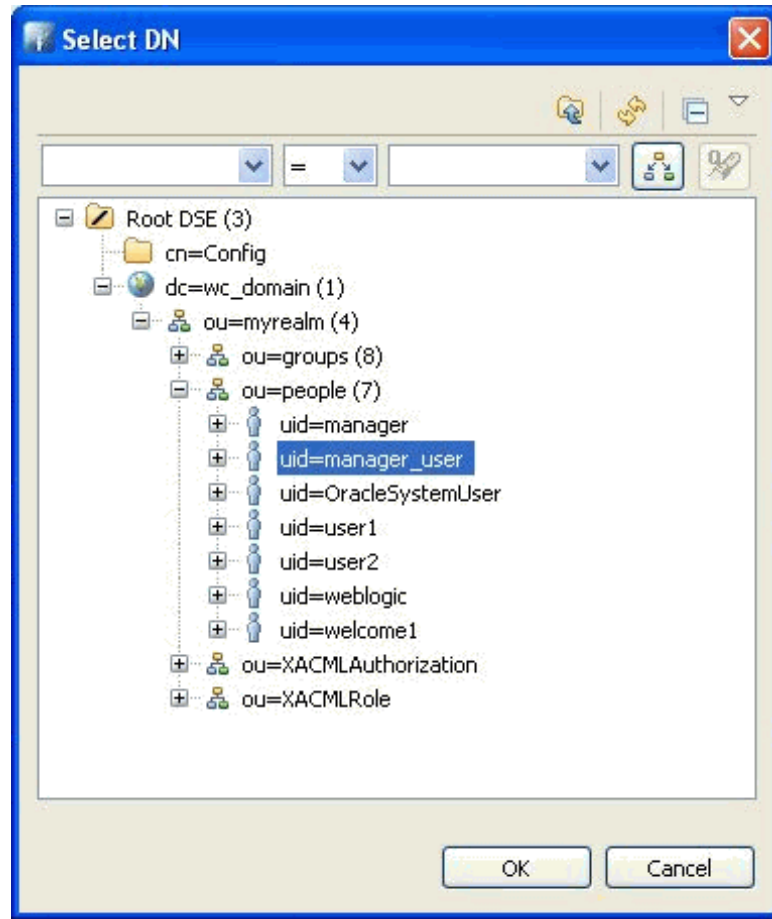 Select DN
=
Root DSE (3)
cn=Config
dc=wc_domain (1)
ou=myrealm (4)
ou=groups (8)
ou=people (7)
uid=manager
uid=manager_user
uid=OracleSystemUser
uid=user1
uid=user2
uid=weblogic
uid=welcome1
ou=XACMLAuthorization
ou=XACMLRole
OK Cancel